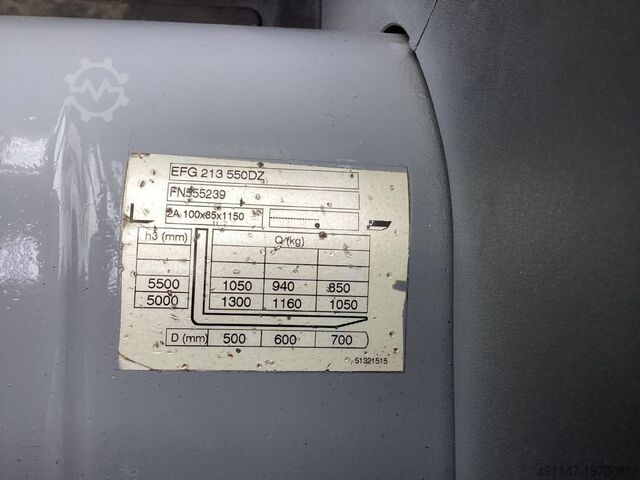 EFG 213 550DZ
FN555239
2A 100x65x1150 ---------------
h3 (mm) Q (kg)
5500 1050 940 850
5000 1300 1160 1050
D (mm) 500 600 700
51321515
491147-19700811